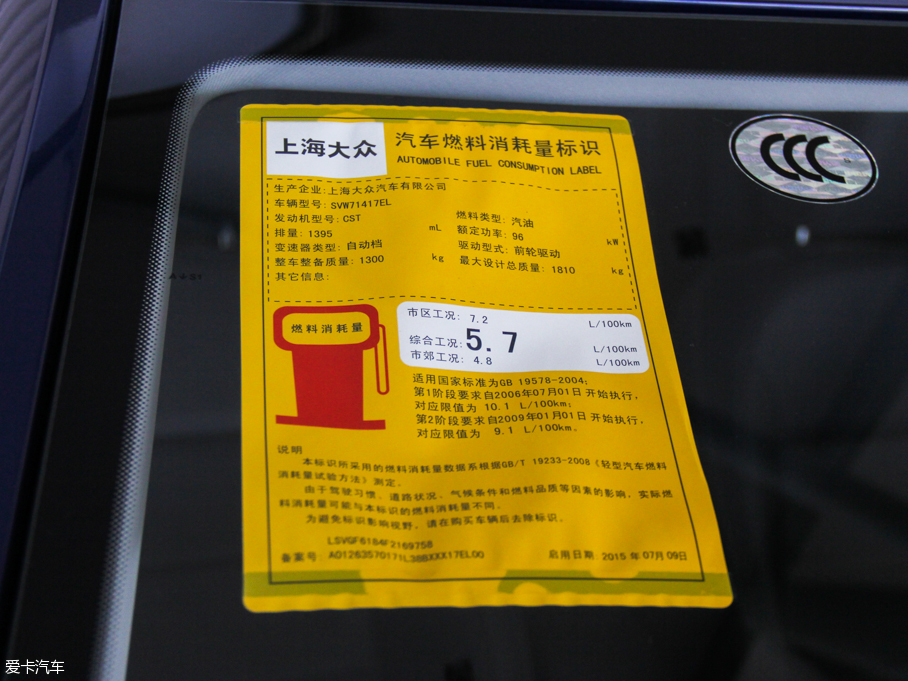 上海大众
汽车燃料消耗量标识
AUTOMOBILE FUEL CONSUMPTION LABEL
CCC
生产企业:上海大众汽车有限公司
车辆型号: SVW71417EL
发动机型号: CST
燃料类型: 汽油
排量: 1395 mL
额定功率: 96 kW
变速器类型: 自动档
驱动型式: 前轮驱动
整车整备质量: 1300 kg
最大设计总质量: 1810 kg
其它信息:
燃料消耗量
市区工况: 7.2 L/100km
综合工况: 5.7 L/100km
市郊工况: 4.8 L/100km
适用国家标准为GB 19578-2004;
第1阶段要求自2006年07月01日 开始执行,
对应限值为 10.1 L/100km;
第2阶段要求自2009年01月01日 开始执行,
对应限值为 9.1 L/100km。
说明
本标识所采用的燃料消耗量数据系根据GB/T 19233-2008《轻型汽车燃料
消耗量试验方法》测定。
由于驾驶习惯、道路状况、气候条件和燃料品质等因素的影响, 实际燃
料消耗量可能与本标识的燃料消耗量不同。
为避免标识影响视野, 请在购买车辆后去除标识。
LSVGF6184F2169758
备案号: A01263570171L38BXXX17EL00
启用日期 2015 年 07月 09日
爱卡汽车